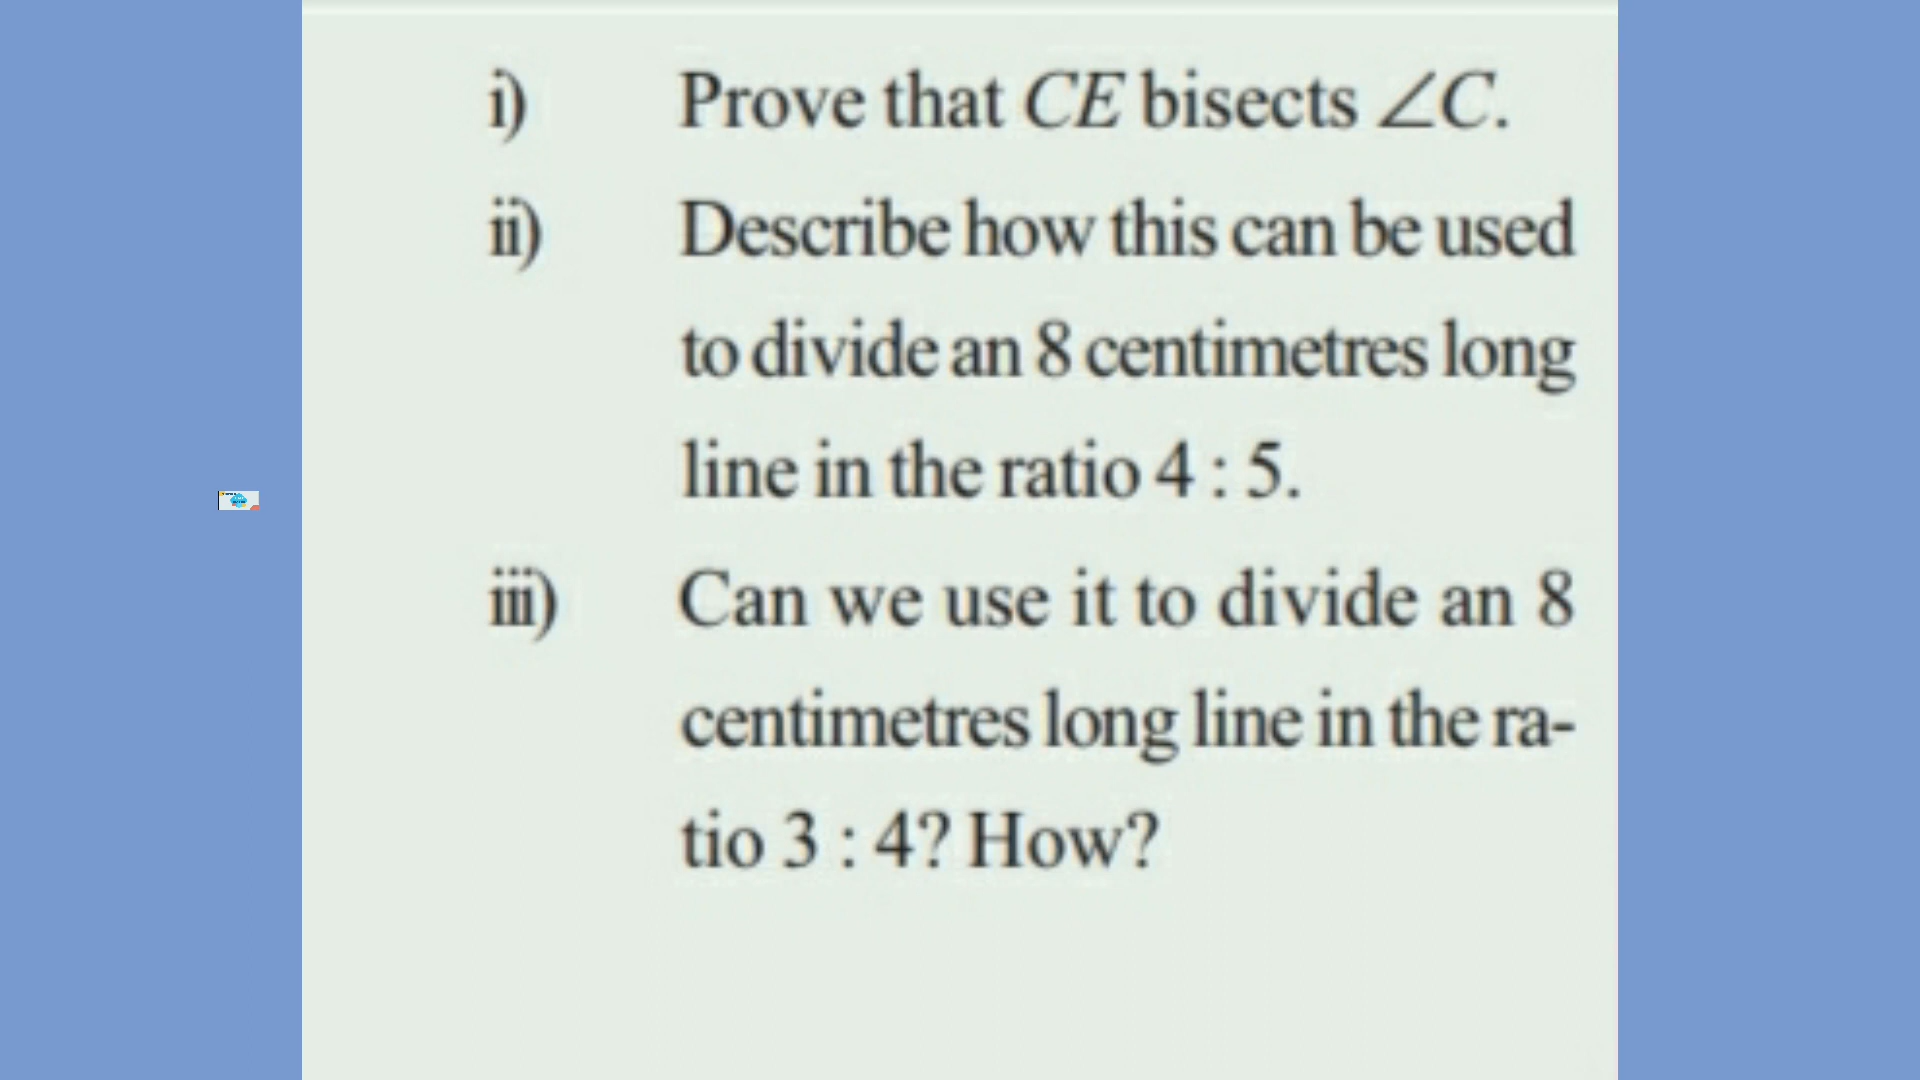 i) Prove that CE bisects ∠C.
ii) Describe how this can be used
to divide an 8 centimetres long
line in the ratio 4 : 5.
iii) Can we use it to divide an 8
centimetres long line in the ra-
tio 3 : 4? How?